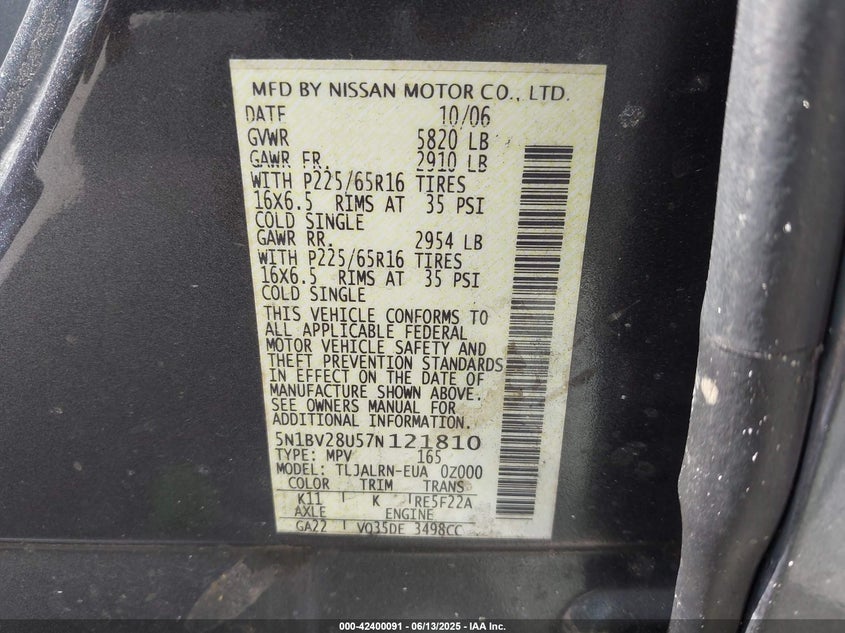 MFD BY NISSAN MOTOR CO., LTD.
DATE 10/06
GVWR 5820 LB
GAWR FR. 2910 LB
WITH P225/65R16 TIRES
16X6.5 RIMS AT 35 PSI
COLD SINGLE
GAWR RR. 2954 LB
WITH P225/65R16 TIRES
16X6.5 RIMS AT 35 PSI
COLD SINGLE
THIS VEHICLE CONFORMS TO
ALL APPLICABLE FEDERAL
MOTOR VEHICLE SAFETY AND
THEFT PREVENTION STANDARDS
IN EFFECT ON THE DATE OF
MANUFACTURE SHOWN ABOVE.
SEE OWNERS MANUAL FOR
ADDITIONAL INFORMATION.
5N1BV28U57N121810
TYPE: MPV 165
MODEL: TLJALRN-EUA 0Z000
COLOR TRIM TRANS
K11 K RE5F22A
AXLE ENGINE
GA22 VQ35DE 3498CC
000-42400091 - 06/13/2025 - IAA Inc.